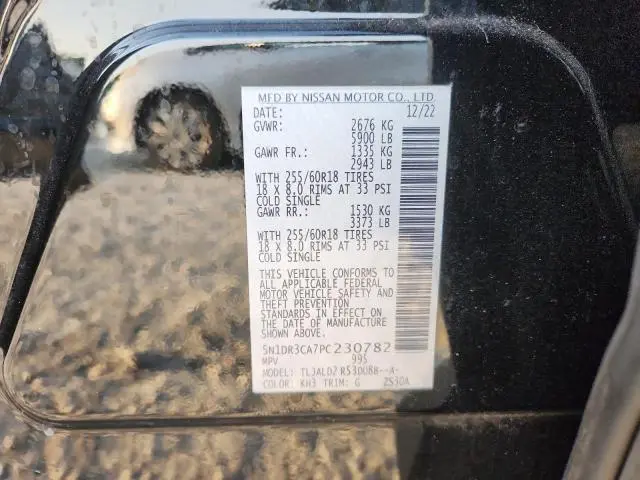 MFD BY NISSAN MOTOR CO., LTD.
DATE: 12/22
GVWR: 2676 KG
5900 LB
GAWR FR.: 1335 KG
2943 LB
WITH 255/60R18 TIRES
18 X 8.0 RIMS AT 33 PSI
COLD SINGLE
GAWR RR.: 1530 KG
3373 LB
WITH 255/60R18 TIRES
18 X 8.0 RIMS AT 33 PSI
COLD SINGLE
THIS VEHICLE CONFORMS TO
ALL APPLICABLE FEDERAL
MOTOR VEHICLE SAFETY AND
THEFT PREVENTION
STANDARDS IN EFFECT ON
THE DATE OF MANUFACTURE
SHOWN ABOVE.
5N1DR3CA7PC230782
MPV 995
MODEL: TLJALDZ R53DUBB--A-
COLOR: KH3 TRIM: G ZS30A